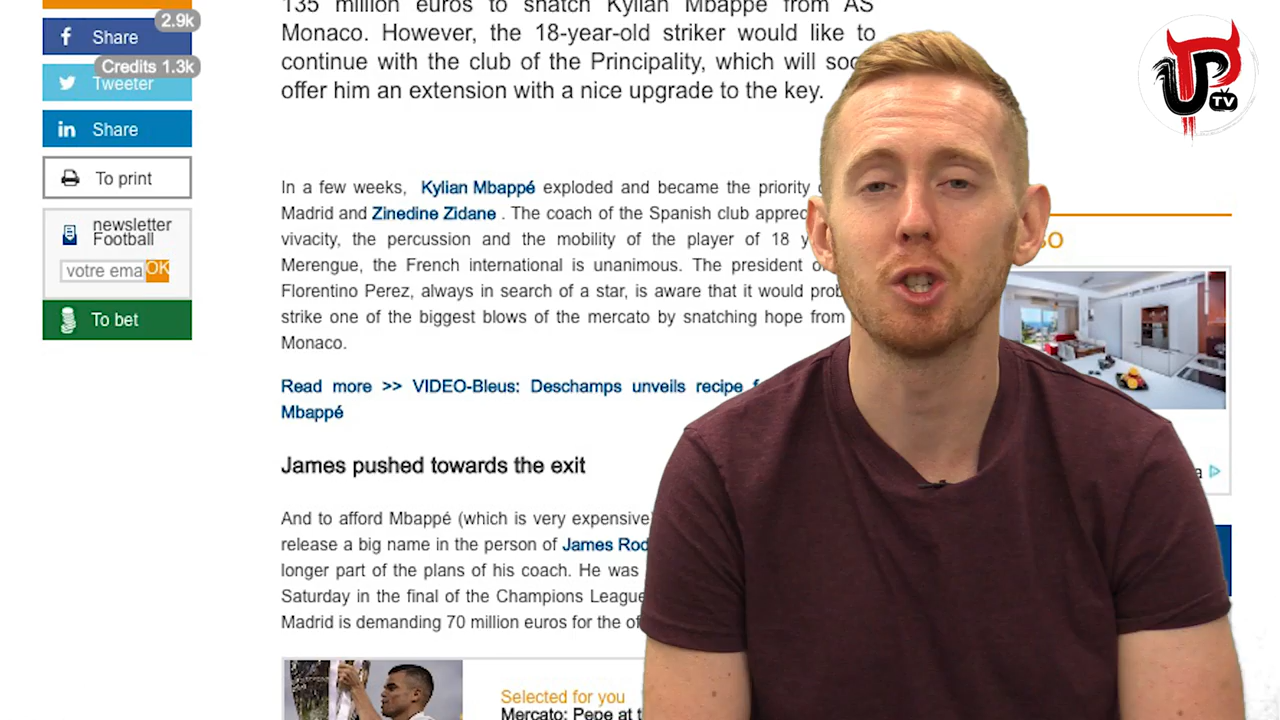 135 million euros to snatch Kylian Mbappé from AS
Monaco. However, the 18-year-old striker would like to
continue with the club of the Principality, which will soo
offer him an extension with a nice upgrade to the key.
2.9k
Share
Credits 1.3k
Tweeter
Share
To print
newsletter
Football
votre ema OK
To bet
In a few weeks, Kylian Mbappé exploded and became the priority
Madrid and Zinedine Zidane . The coach of the Spanish club apprec
vivacity, the percussion and the mobility of the player of 18 y
Merengue, the French international is unanimous. The president o
Florentino Perez, always in search of a star, is aware that it would prob
strike one of the biggest blows of the mercato by snatching hope from
Monaco.
Read more >> VIDEO-Bleus: Deschamps unveils recipe f
Mbappé
James pushed towards the exit
And to afford Mbappé (which is very expensive)
release a big name in the person of James Rod
longer part of the plans of his coach. He was
Saturday in the final of the Champions League
Madrid is demanding 70 million euros for the of
Selected for you
Mercato: Pepe at t
UP
TV